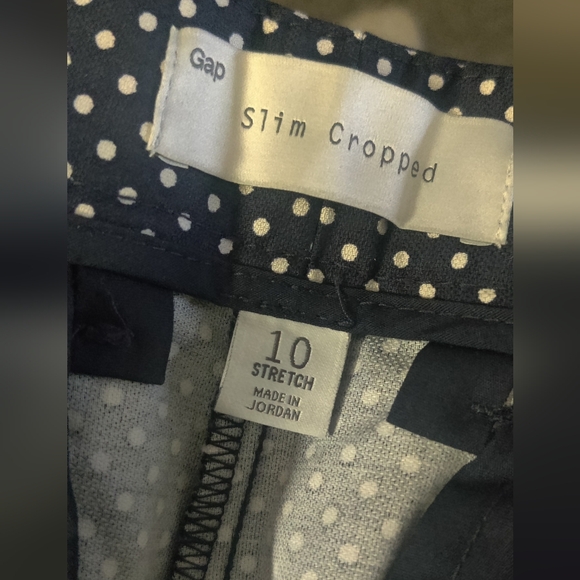 Gap
Slim Cropped
10
STRETCH
MADE IN
JORDAN